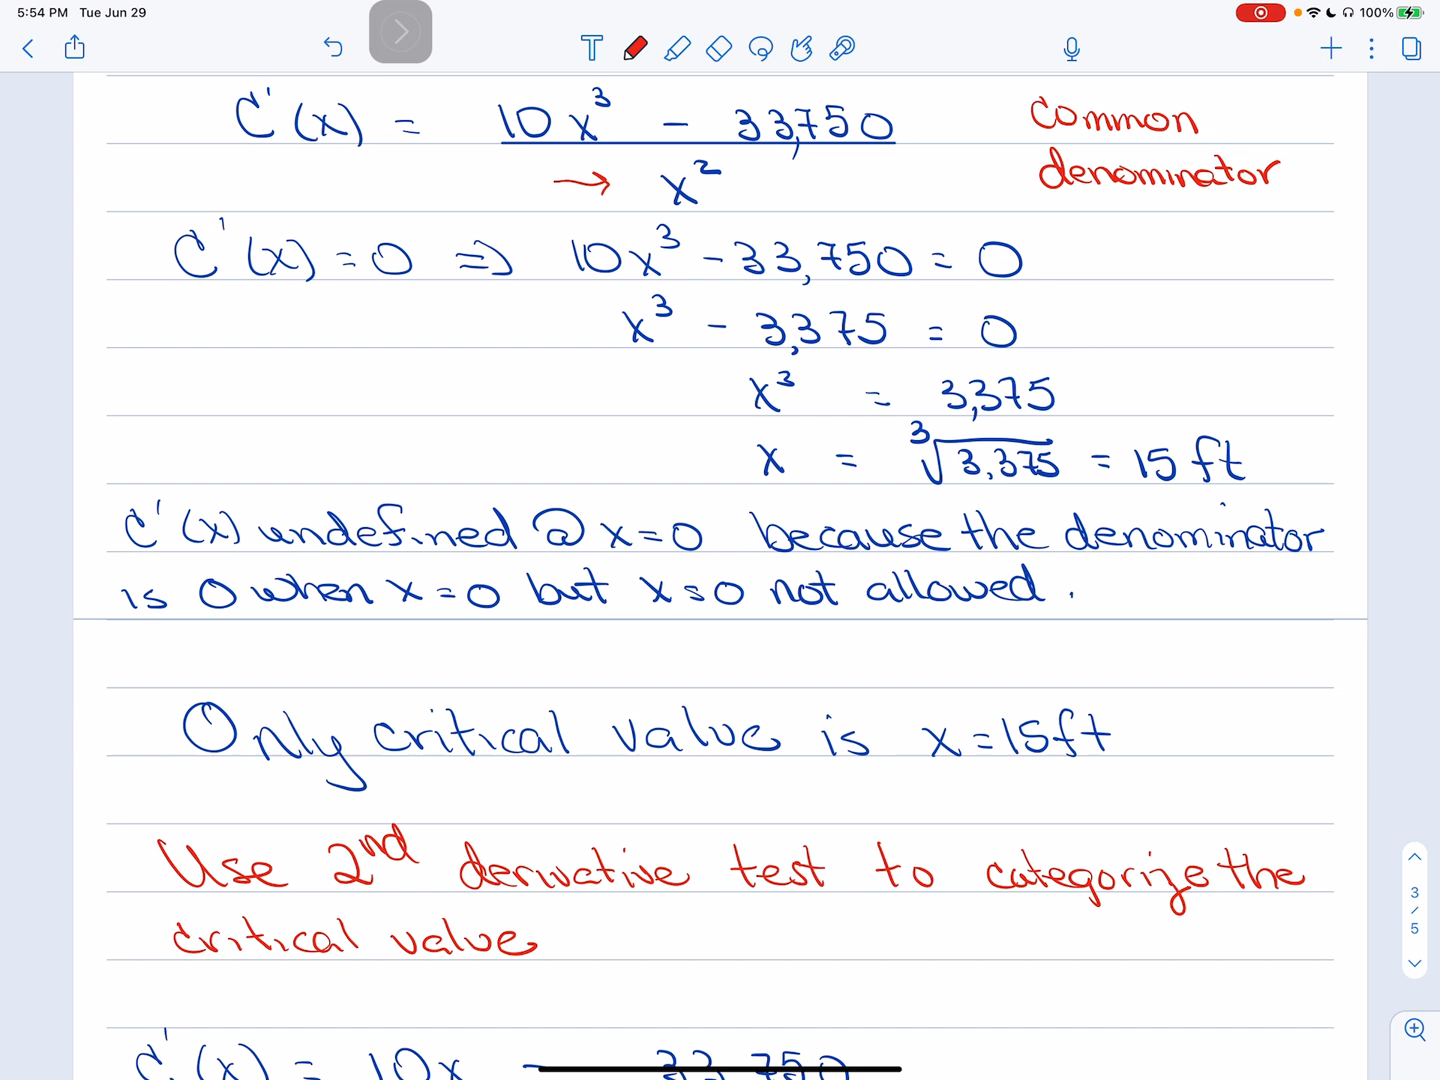 5:54 PM Tue Jun 29
100%
C'(x) = 10x³ - 33,750 common
→ x² denominator
C'(x) = 0 ⇒ 10x³ - 33,750 = 0
x³ - 3,375 = 0
x³ = 3,375
x = ∛3,375 = 15 ft
C'(x) undefined @ x=0 because the denominator
is 0 when x=0 but x=0 not allowed.
Only critical value is x=15ft
Use 2nd derivative test to categorize the
critical value
3
/
5
C'(x) = 10x - 33,750